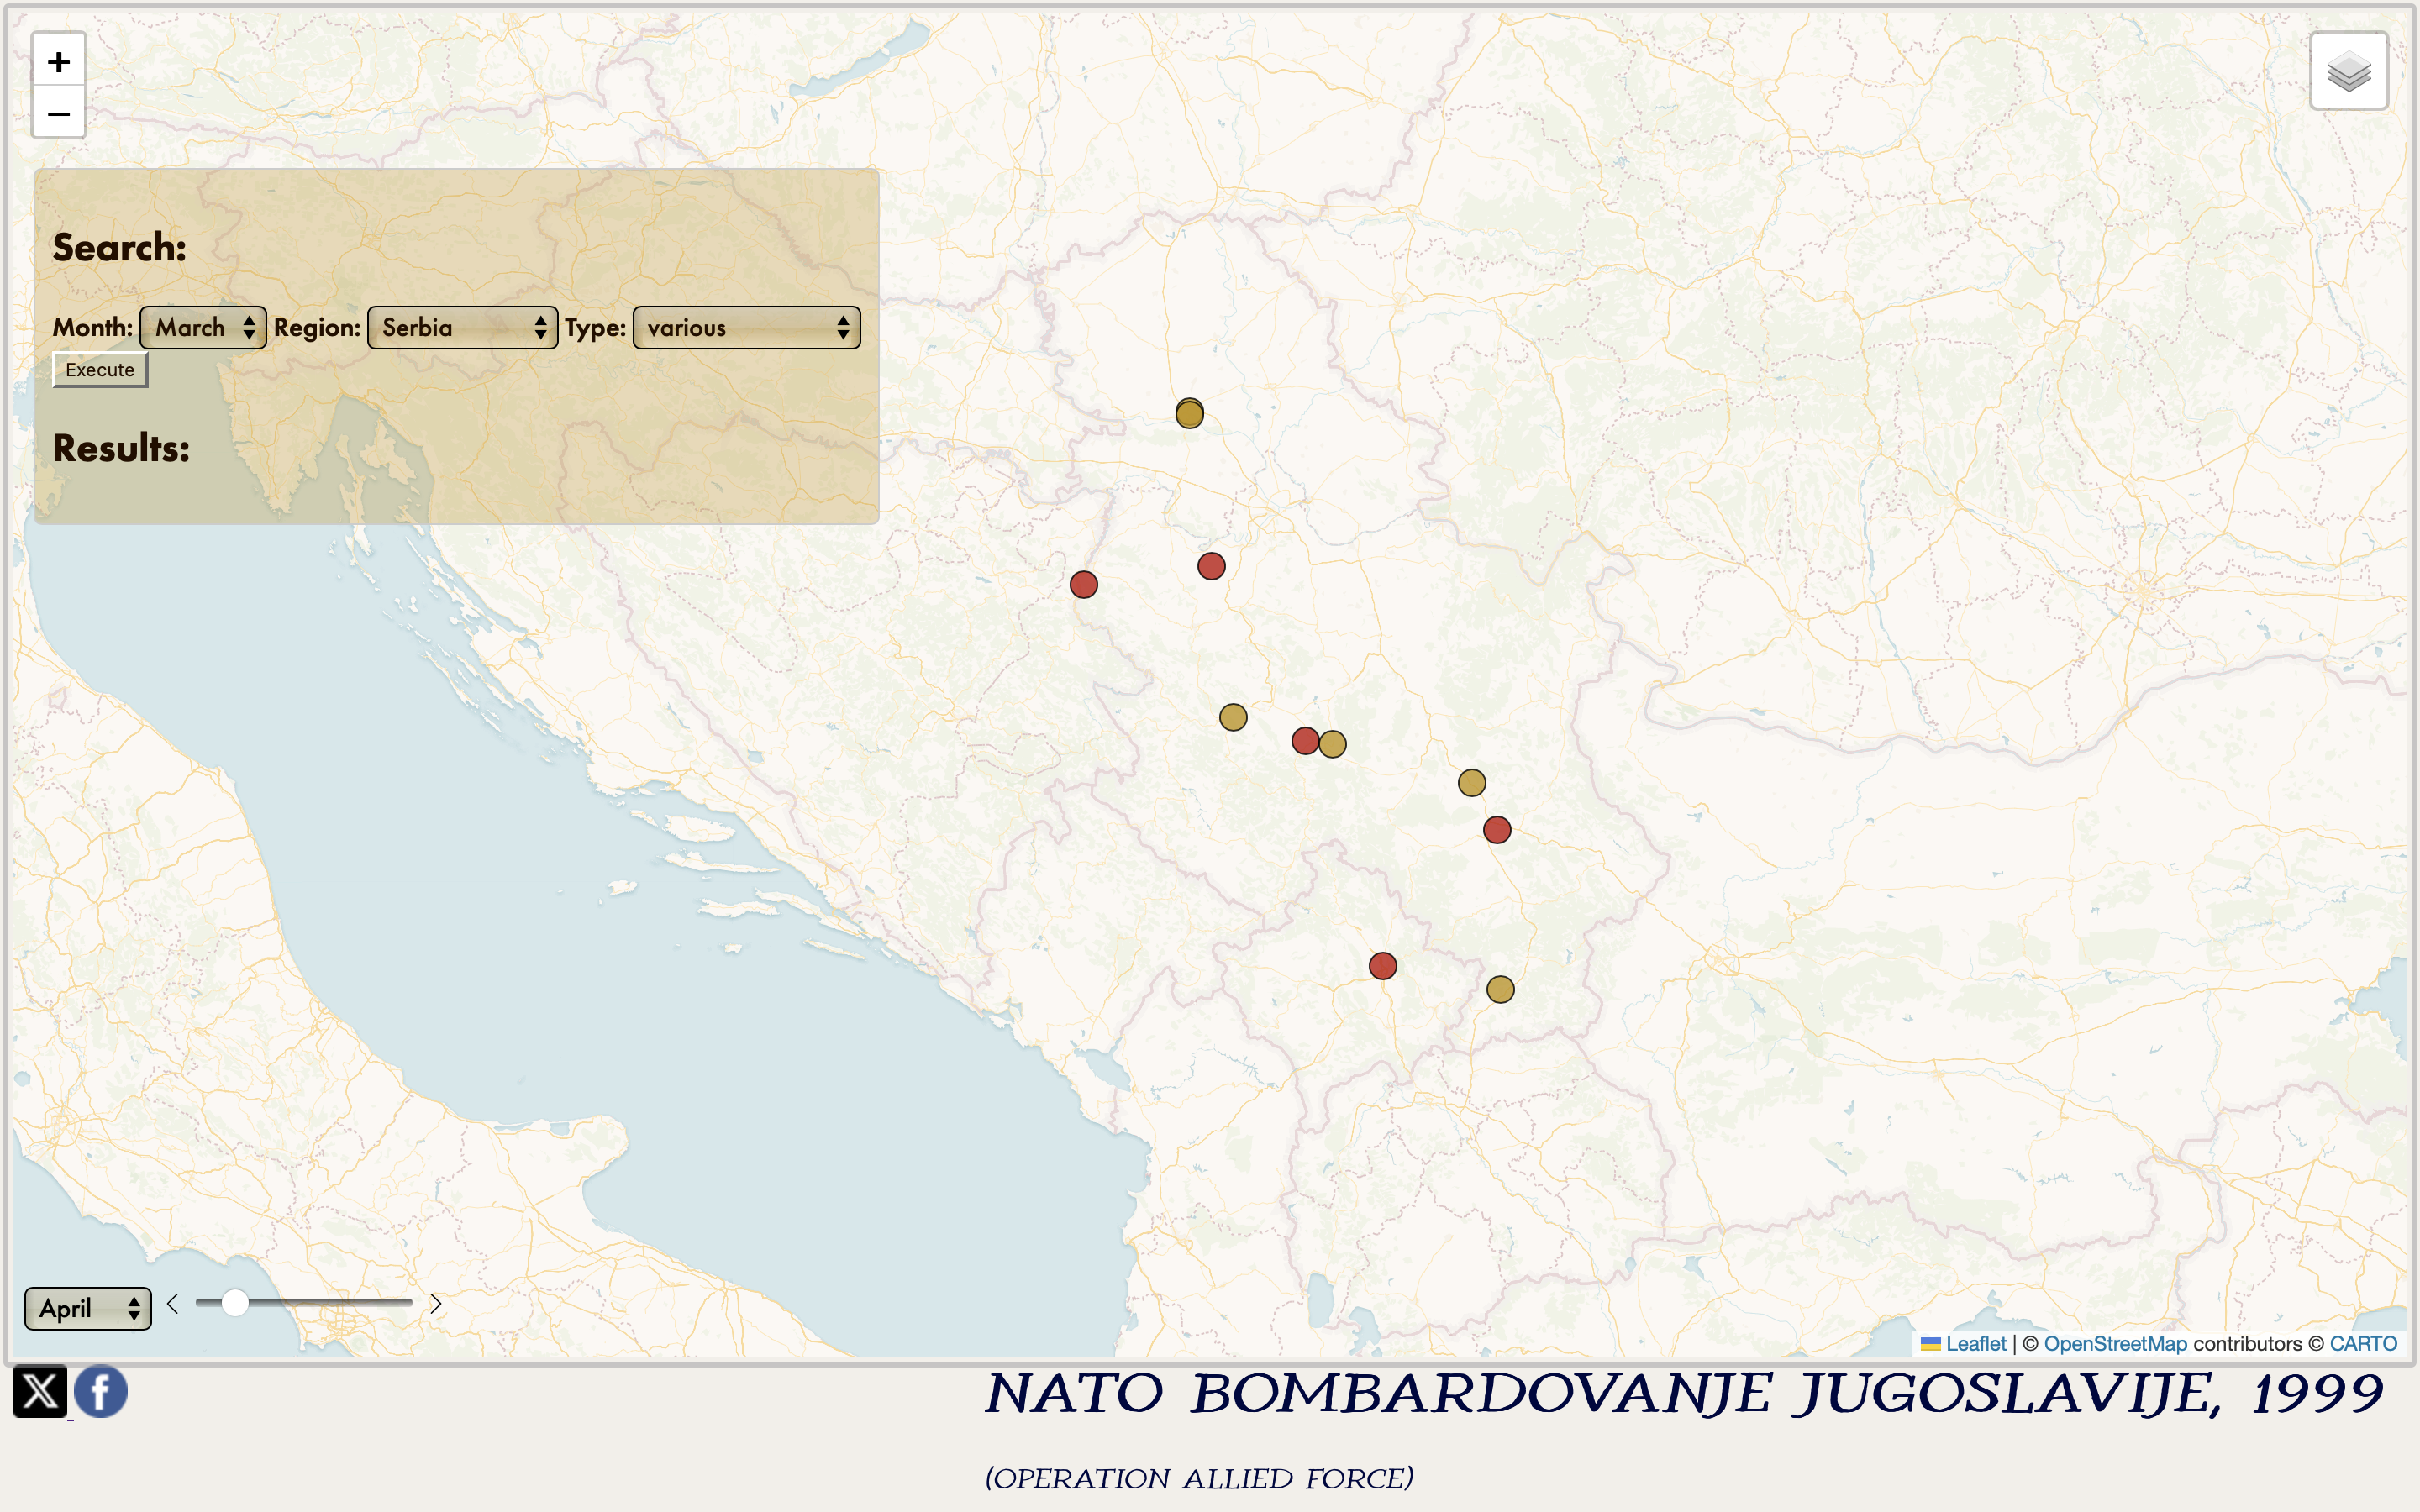 +
−
Search:
Month: March Region: Serbia Type: various
Execute
Results:
April
Leaflet | © OpenStreetMap contributors © CARTO
NATO BOMBARDOVANJE JUGOSLAVIJE, 1999
(OPERATION ALLIED FORCE)